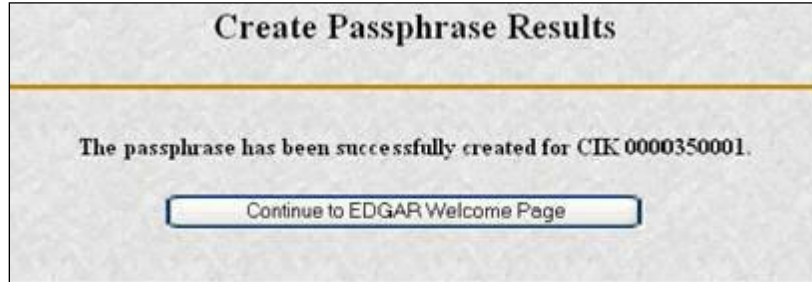 Create Passphrase Results
The passphrase has been successfully created for CIK 0000350001.
Continue to EDGAR Welcome Page